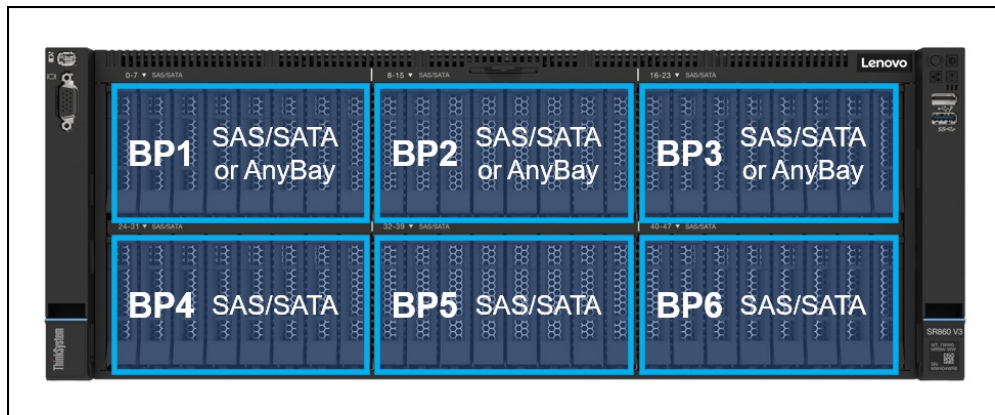 Lenovo
0-7 ▼ SAS/SATA
8-15 ▼ SAS/SATA
16-23 ▼ SAS/SATA
BP1 SAS/SATA
or AnyBay
BP2 SAS/SATA
or AnyBay
BP3 SAS/SATA
or AnyBay
24-31 ▼ SAS/SATA
32-39 ▼ SAS/SATA
40-47 ▼ SAS/SATA
BP4 SAS/SATA
BP5 SAS/SATA
BP6 SAS/SATA
ThinkSystem
SR860 V3